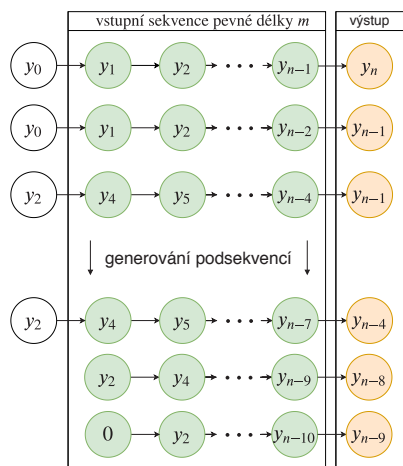 vstupní sekvence pevné délky m výstup
y0 y1 y2 ··· yn−1 yn
y0 y1 y2 ··· yn−2 yn−1
y2 y4 y5 ··· yn−4 yn−1
generování podsekvencí
y2 y4 y5 ··· yn−7 yn−4
y2 y4 ··· yn−9 yn−8
0 y2 ··· yn−10 yn−9